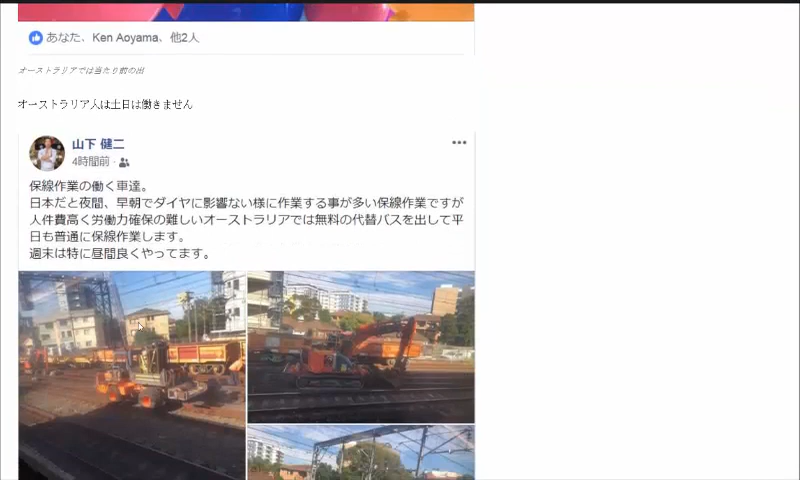 あなた、Ken Aoyama、他2人
オーストラリアでは当たり前の出
オーストラリア人は土日は働きません
山下 健二
4時間前
保線作業の働く車達。
日本だと夜間、早朝でダイヤに影響ない様に作業する事が多い保線作業ですが
人件費高く労働力確保の難しいオーストラリアでは無料の代替バスを出して平
日も普通に保線作業します。
週末は特に昼間良くやってます。